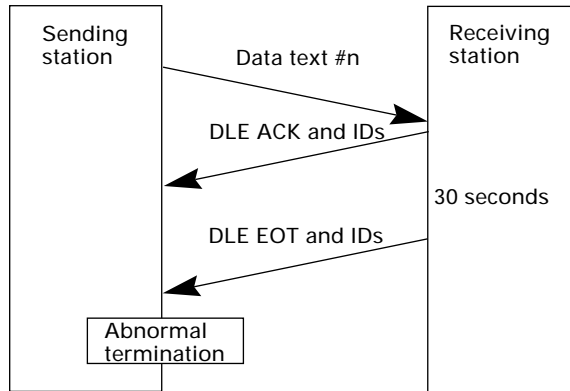 Sending
station
Receiving
station
Data text #n
DLE ACK and IDs
30 seconds
DLE EOT and IDs
Abnormal
termination